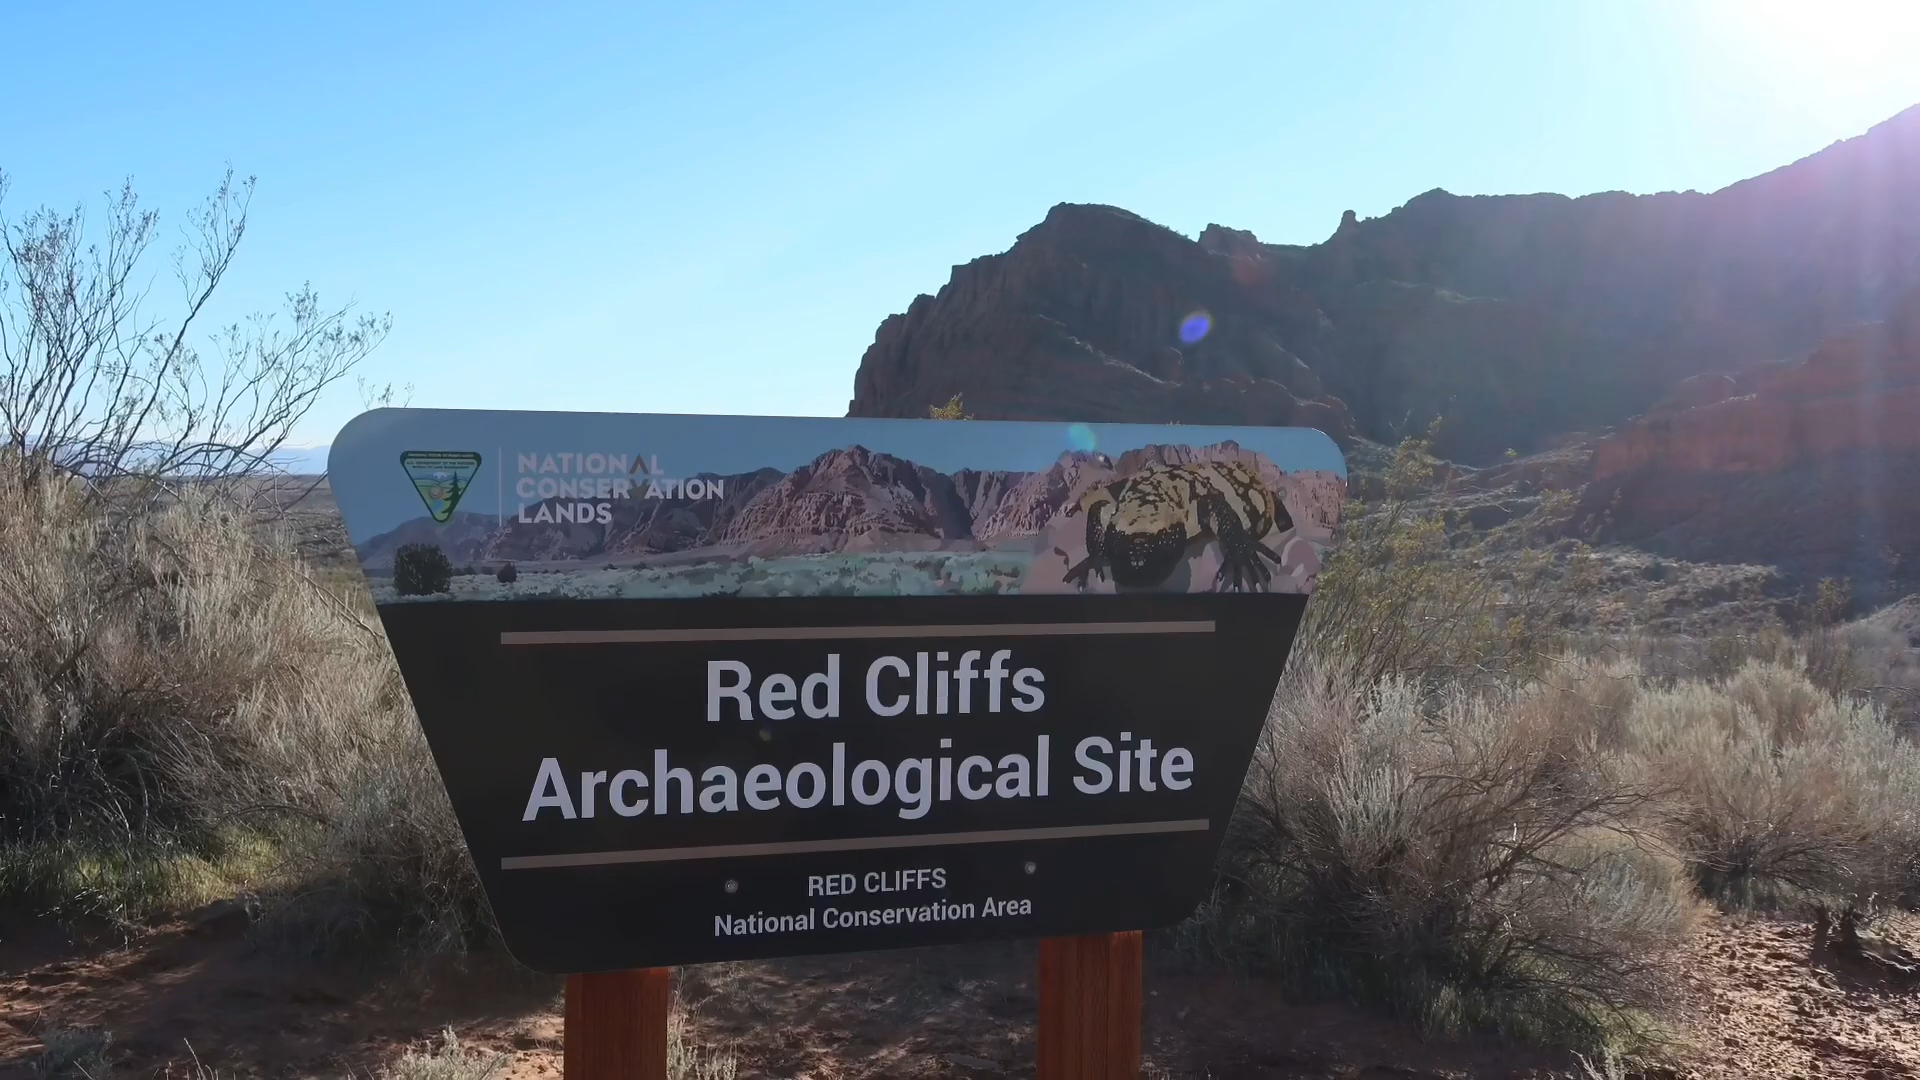 NATIONAL
CONSERVATION
LANDS
Red Cliffs
Archaeological Site
RED CLIFFS
National Conservation Area